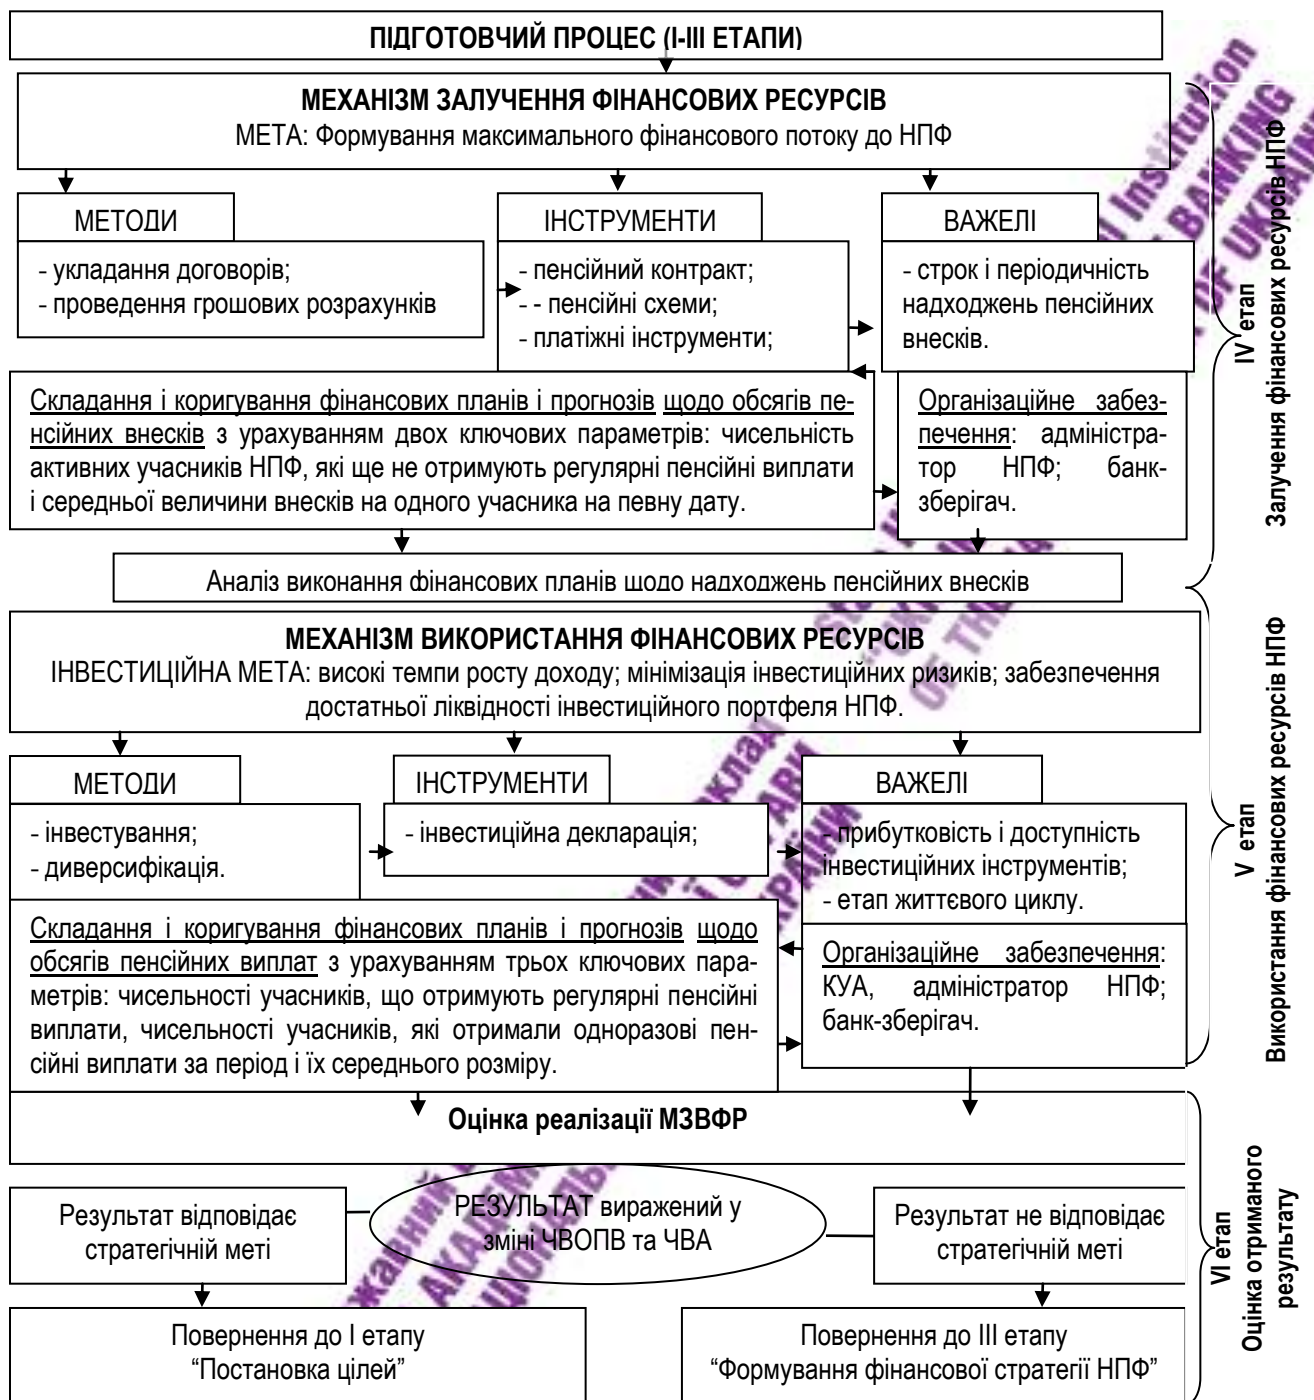 ПІДГОТОВЧИЙ ПРОЦЕС (І-ІІІ ЕТАПИ)
МЕХАНІЗМ ЗАЛУЧЕННЯ ФІНАНСОВИХ РЕСУРСІВ
МЕТА: Формування максимального фінансового потоку до НПФ
МЕТОДИ
- укладання договорів;
- проведення грошових розрахунків
ІНСТРУМЕНТИ
- пенсійний контракт;
- - пенсійні схеми;
- платіжні інструменти;
ВАЖЕЛІ
- строк і періодичність
надходжень пенсійних
внесків.
Складання і коригування фінансових планів і прогнозів щодо обсягів пе-
нсійних внесків з урахуванням двох ключових параметрів: чисельність
активних учасників НПФ, які ще не отримують регулярні пенсійні виплати
і середньої величини внесків на одного учасника на певну дату.
Організаційне забез-
печення: адміністра-
тор НПФ; банк-
зберігач.
Аналіз виконання фінансових планів щодо надходжень пенсійних внесків
IV етап
Залучення фінансових ресурсів НПФ
МЕХАНІЗМ ВИКОРИСТАННЯ ФІНАНСОВИХ РЕСУРСІВ
ІНВЕСТИЦІЙНА МЕТА: високі темпи росту доходу; мінімізація інвестиційних ризиків; забезпечення
достатньої ліквідності інвестиційного портфеля НПФ.
МЕТОДИ
- інвестування;
- диверсифікація.
ІНСТРУМЕНТИ
- інвестиційна декларація;
ВАЖЕЛІ
- прибутковість і доступність
інвестиційних інструментів;
- етап життєвого циклу.
Складання і коригування фінансових планів і прогнозів щодо
обсягів пенсійних виплат з урахуванням трьох ключових пара-
метрів: чисельності учасників, що отримують регулярні пенсійні
виплати, чисельності учасників, які отримали одноразові пен-
сійні виплати за період і їх середнього розміру.
Організаційне забезпечення:
КУА, адміністратор НПФ;
банк-зберігач.
V етап
Використання фінансових ресурсів НПФ
Оцінка реалізації МЗВФР
Результат відповідає
стратегічній меті
РЕЗУЛЬТАТ виражений у
зміні ЧВОПВ та ЧВА
Результат не відповідає
стратегічній меті
Повернення до І етапу
“Постановка цілей”
Повернення до ІІІ етапу
“Формування фінансової стратегії НПФ”
VI етап
Оцінка отриманого
результату
Institution
BANKING
OF UKRAINE